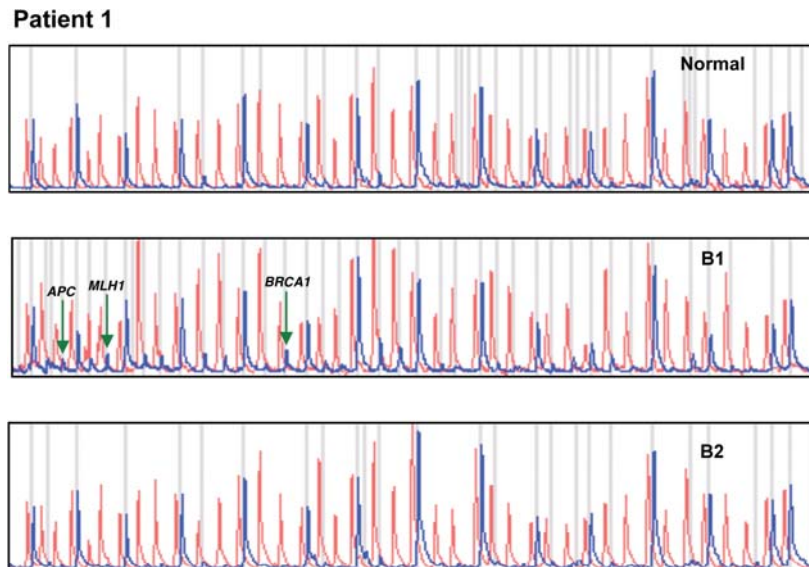 Patient 1
Normal
B1
APC
MLH1
BRCA1
B2